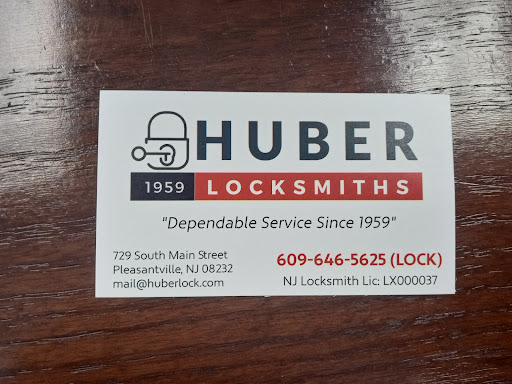 HUBER
1959 LOCKSMITHS
"Dependable Service Since 1959"
729 South Main Street
Pleasantville, NJ 08232
mail@huberlock.com
609-646-5625 (LOCK)
NJ Locksmith Lic: LX000037